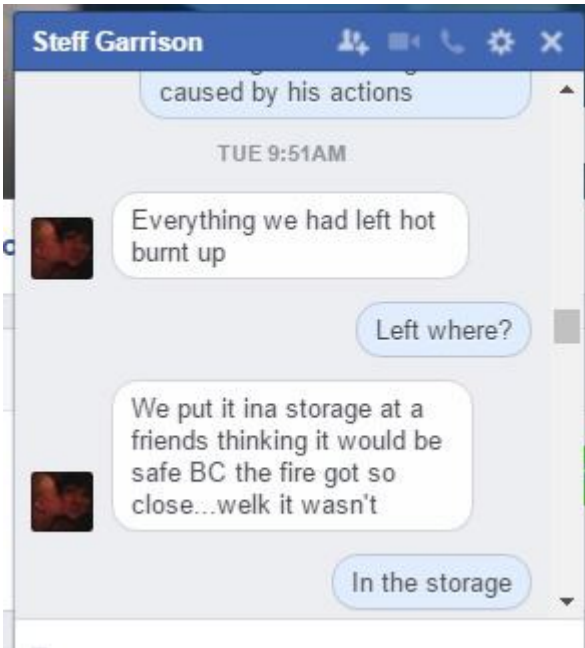 Steff Garrison
caused by his actions
TUE 9:51AM
Everything we had left hot
burnt up
Left where?
We put it ina storage at a
friends thinking it would be
safe BC the fire got so
close...welk it wasn't
In the storage